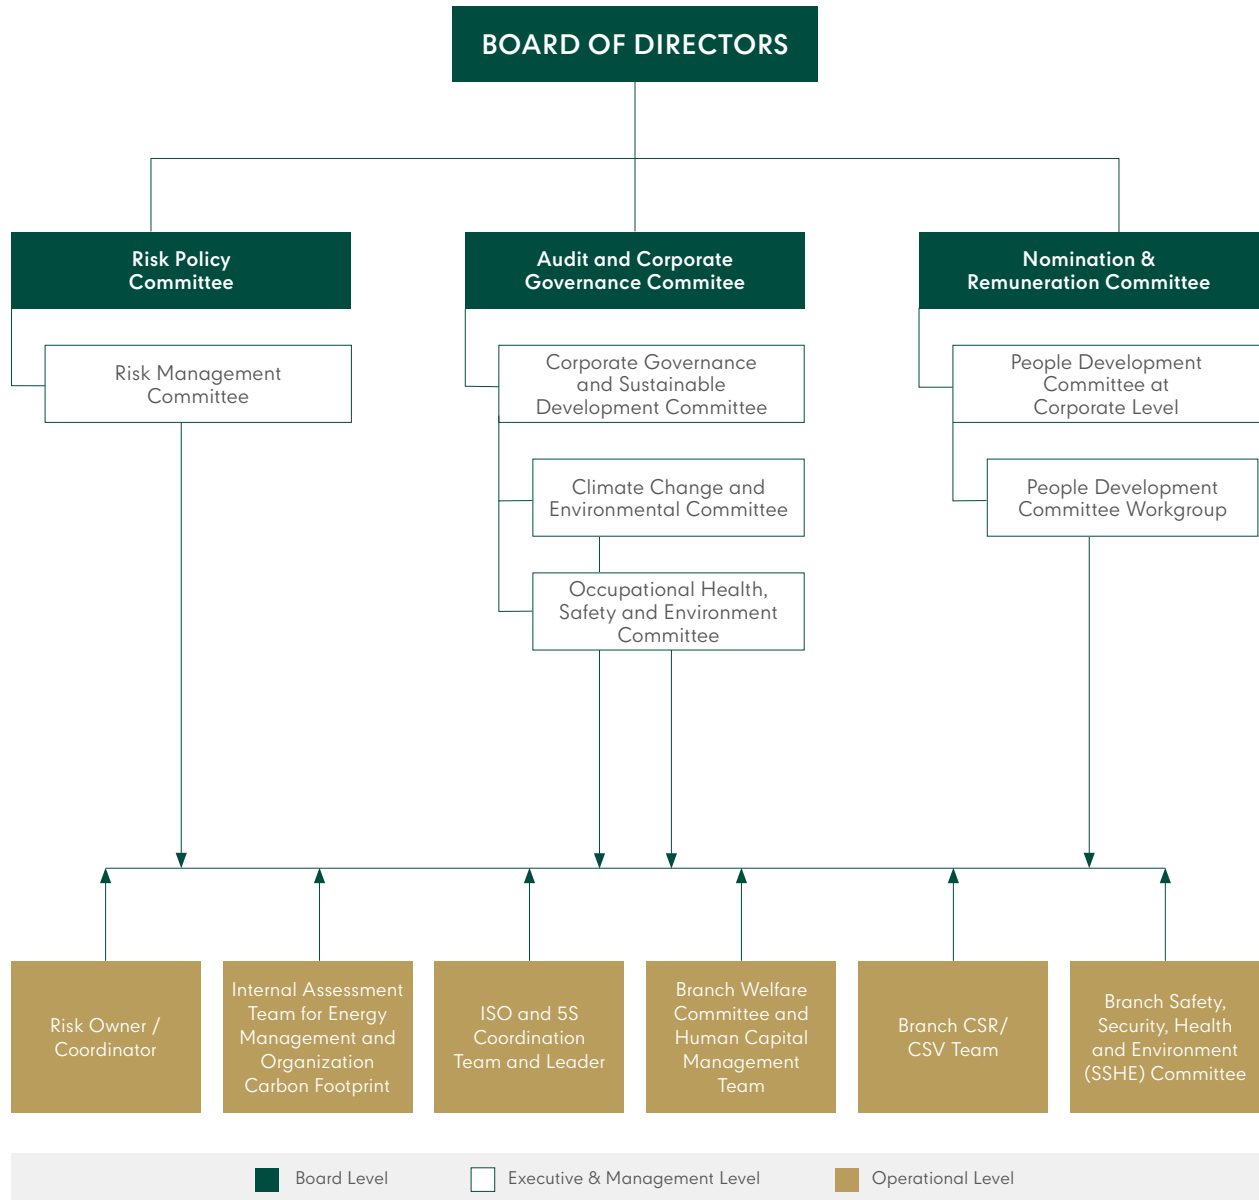 BOARD OF DIRECTORS
Risk Policy
Committee
Audit and Corporate
Governance Commitee
Nomination &
Remuneration Committee
Risk Management
Committee
Corporate Governance
and Sustainable
Development Committee
People Development
Committee at
Corporate Level
Climate Change and
Environmental Committee
People Development
Committee Workgroup
Occupational Health,
Safety and Environment
Committee
Risk Owner /
Coordinator
Internal Assessment
Team for Energy
Management and
Organization
Carbon Footprint
ISO and 5S
Coordination
Team and Leader
Branch Welfare
Committee and
Human Capital
Management
Team
Branch CSR/
CSV Team
Branch Safety,
Security, Health
and Environment
(SSHE) Committee
Board Level
Executive & Management Level
Operational Level